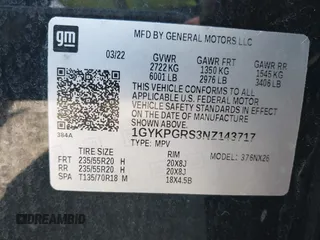 gm
MFD BY GENERAL MOTORS LLC
03/22 GVWR GAWR FRT GAWR RR
2722 KG 1350 KG 1545 KG
6001 LB 2976 LB 3406 LB
THIS VEHICLE CONFORMS TO ALL APPLICABLE
U.S. FEDERAL MOTOR VEHICLE SAFETY
STANDARDS IN EFFECT ON THE DATE OF
MANUFACTURE SHOWN ABOVE.
384A
1GYKPGRS3NZ143717
TYPE: MPV
TIRE SIZE RIM MODEL: 376NX26
FRT 235/55R20 H 20X8J
RR 235/55R20 H 20X8J
SPA T135/70R18 M 18X4.5B
AUTOBIDMASTER